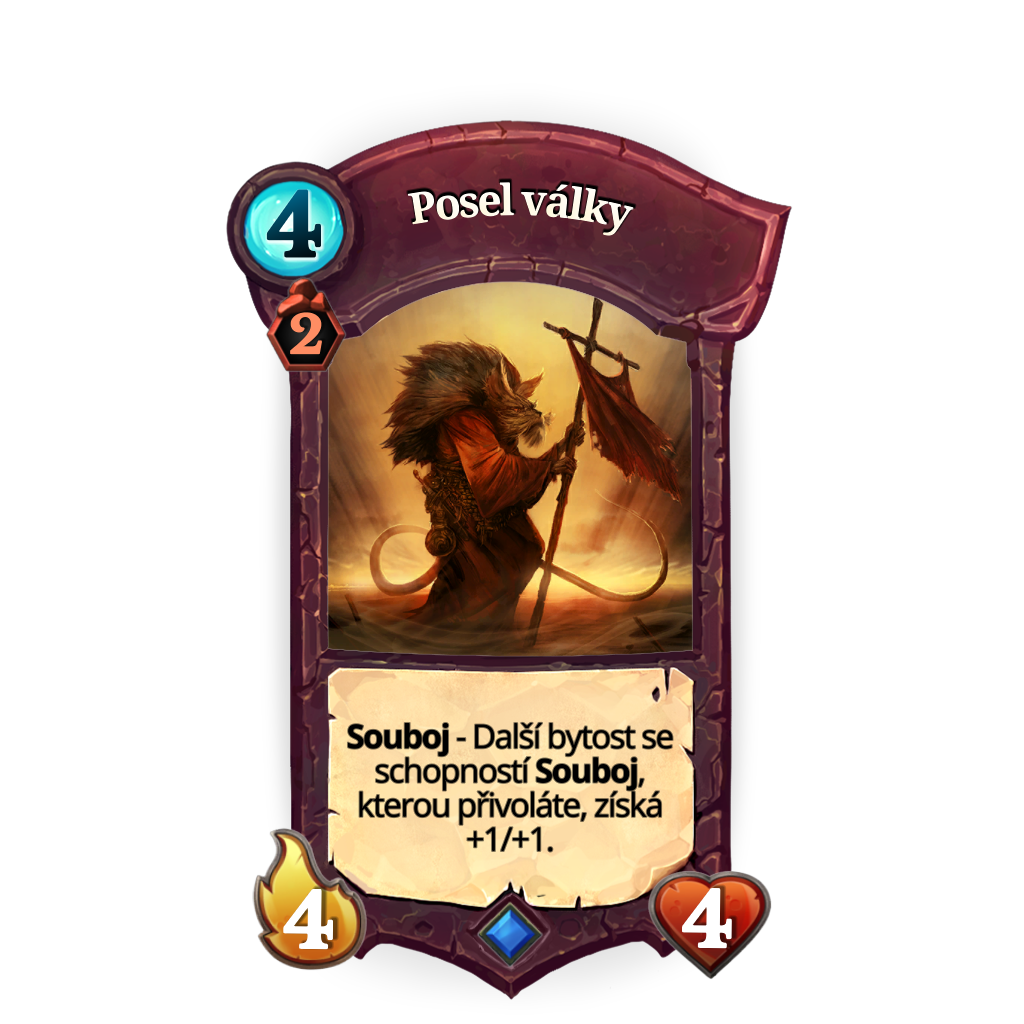 4
Posel války
2
Souboj - Další bytost se
schopností Souboj,
kterou přivoláte, získá
+1/+1.
4
4